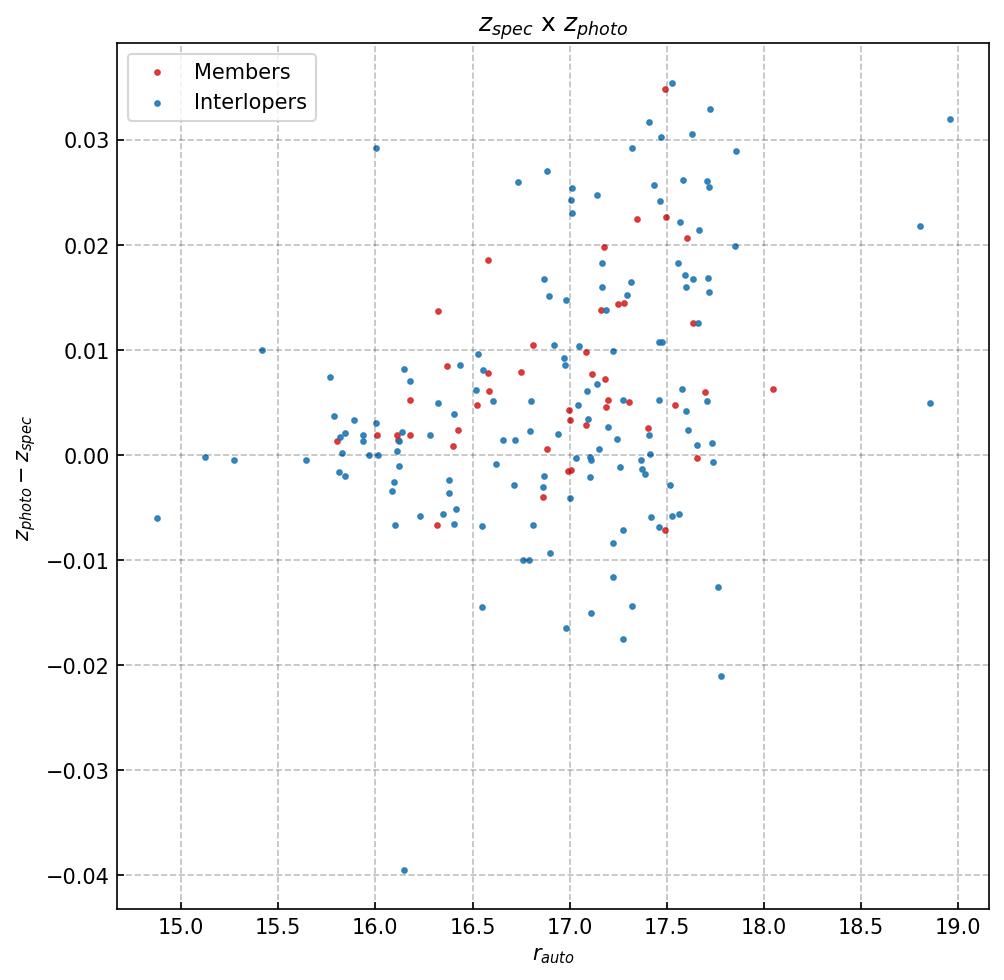 z_spec x z_photo
Members
Interlopers
0.03
0.02
0.01
0.00
−0.01
−0.02
−0.03
−0.04
z_photo − z_spec
15.0 15.5 16.0 16.5 17.0 17.5 18.0 18.5 19.0
r_auto